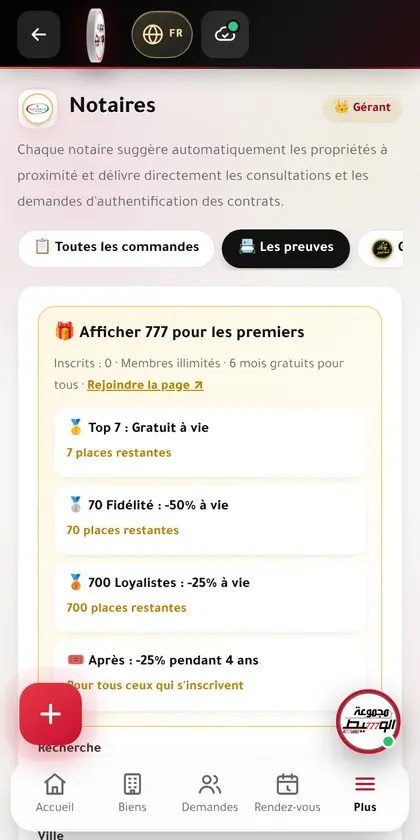 FR
Notaires
👑 Gérant
Chaque notaire suggère automatiquement les propriétés à
proximité et délivre directement les consultations et les
demandes d'authentification des contrats.
📋 Toutes les commandes
📇 Les preuves
🎁 Afficher 777 pour les premiers
Inscrits : 0 · Membres illimités · 6 mois gratuits pour
tous · Rejoindre la page ↗
🥇 Top 7 : Gratuit à vie
7 places restantes
🥈 70 Fidélité : -50% à vie
70 places restantes
🥉 700 Loyalistes : -25% à vie
700 places restantes
🎟️ Après : -25% pendant 4 ans
Pour tous ceux qui s'inscrivent
مجموعة
الوسيط
777
Recherche
Accueil
Biens
Demandes
Rendez-vous
Plus
Ville